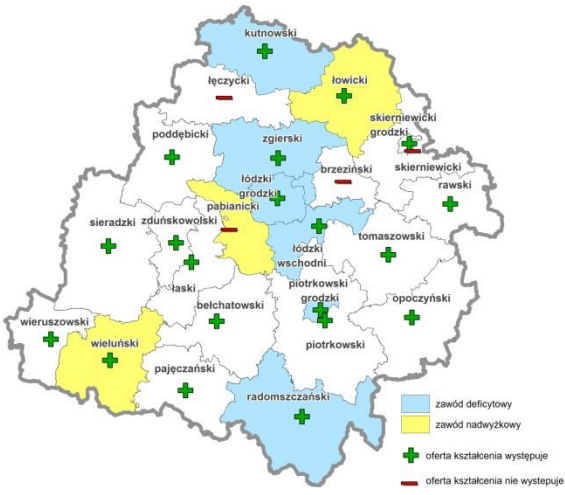 kutnowski
łęczycki
łowicki
skierniewicki
grodzki
poddębicki
zgierski
brzeziński
skierniewicki
łódzki
grodzki
rawski
pabianicki
sieradzki
zduńskowolski
tomaszowski
łódzki
wschodni
łaski
bełchatowski
piotrkowski
grodzki
opoczyński
wieruszowski
wieluński
piotrkowski
pajęczański
radomszczański
zawód deficytowy
zawód nadwyżkowy
oferta kształcenia występuje
oferta kształcenia nie wystepuje